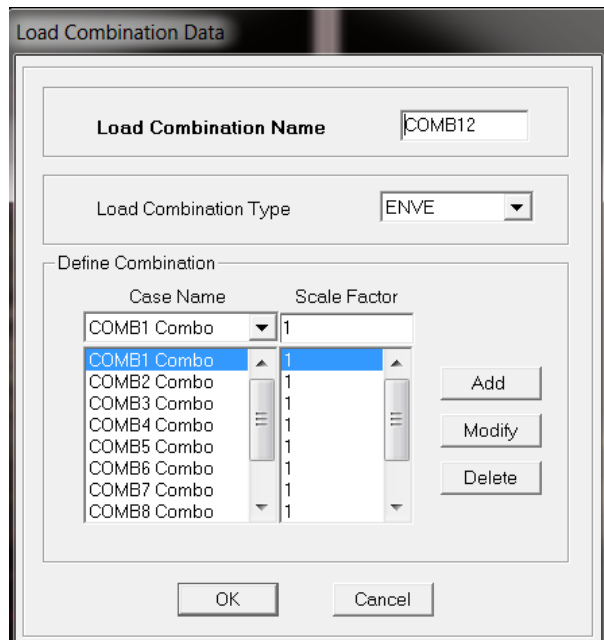 Load Combination Data
Load Combination Name COMB12
Load Combination Type ENVE
Define Combination
Case Name Scale Factor
COMB1 Combo 1
COMB1 Combo 1
COMB2 Combo 1
COMB3 Combo 1
COMB4 Combo 1
COMB5 Combo 1
COMB6 Combo 1
COMB7 Combo 1
COMB8 Combo 1
Add
Modify
Delete
OK Cancel